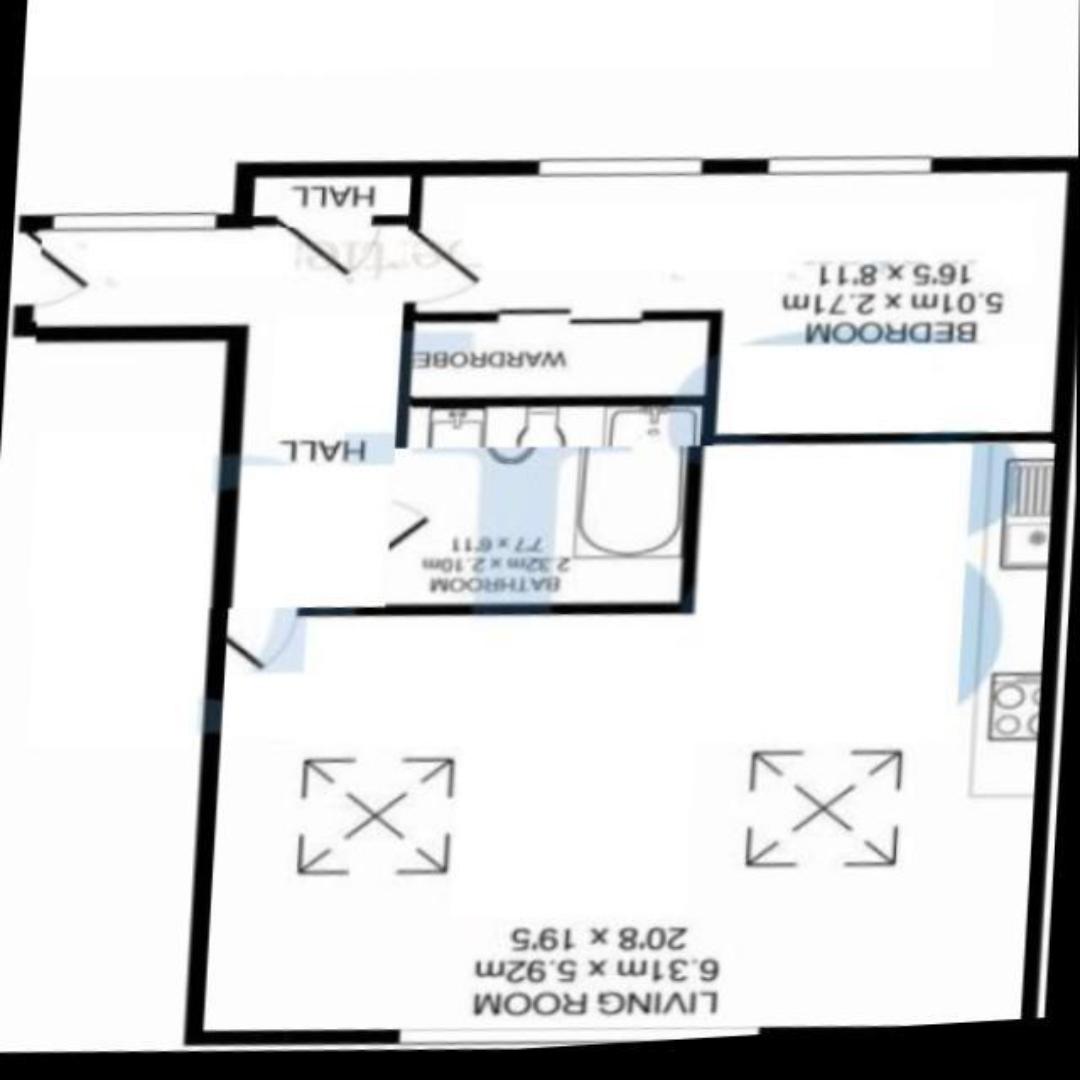 LIVING ROOM
6.31m x 5.92m
20'8 x 19'5
BATHROOM
2.32m x 2.10m
7'7 x 6'11
HALL
WARDROBE
BEDROOM
5.01m x 2.71m
16'5 x 8'11
HALL